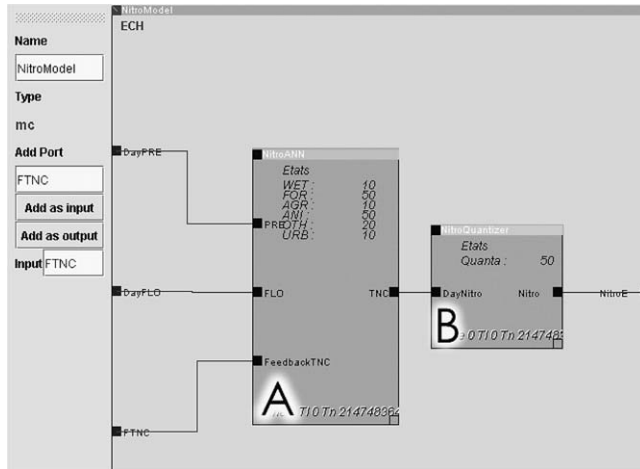 NitroModel
ECH
Name
NitroModel
Type
mc
Add Port
FTNC
Add as input
Add as output
Input FTNC
DayPRE
DayFLO
FTNC
NitroANN
Etats
WET : 10
FOR : 50
AGR : 10
ANI : 50
OTH : 20
URB : 10
PRE
FLO
TNC
FeedbackTNC
A
TI 0 Tn 214748364
NitroQuantizer
Etats
Quanta : 50
DayNitro
Nitro
B
e 0 TI 0 Tn 2147483
NitroE